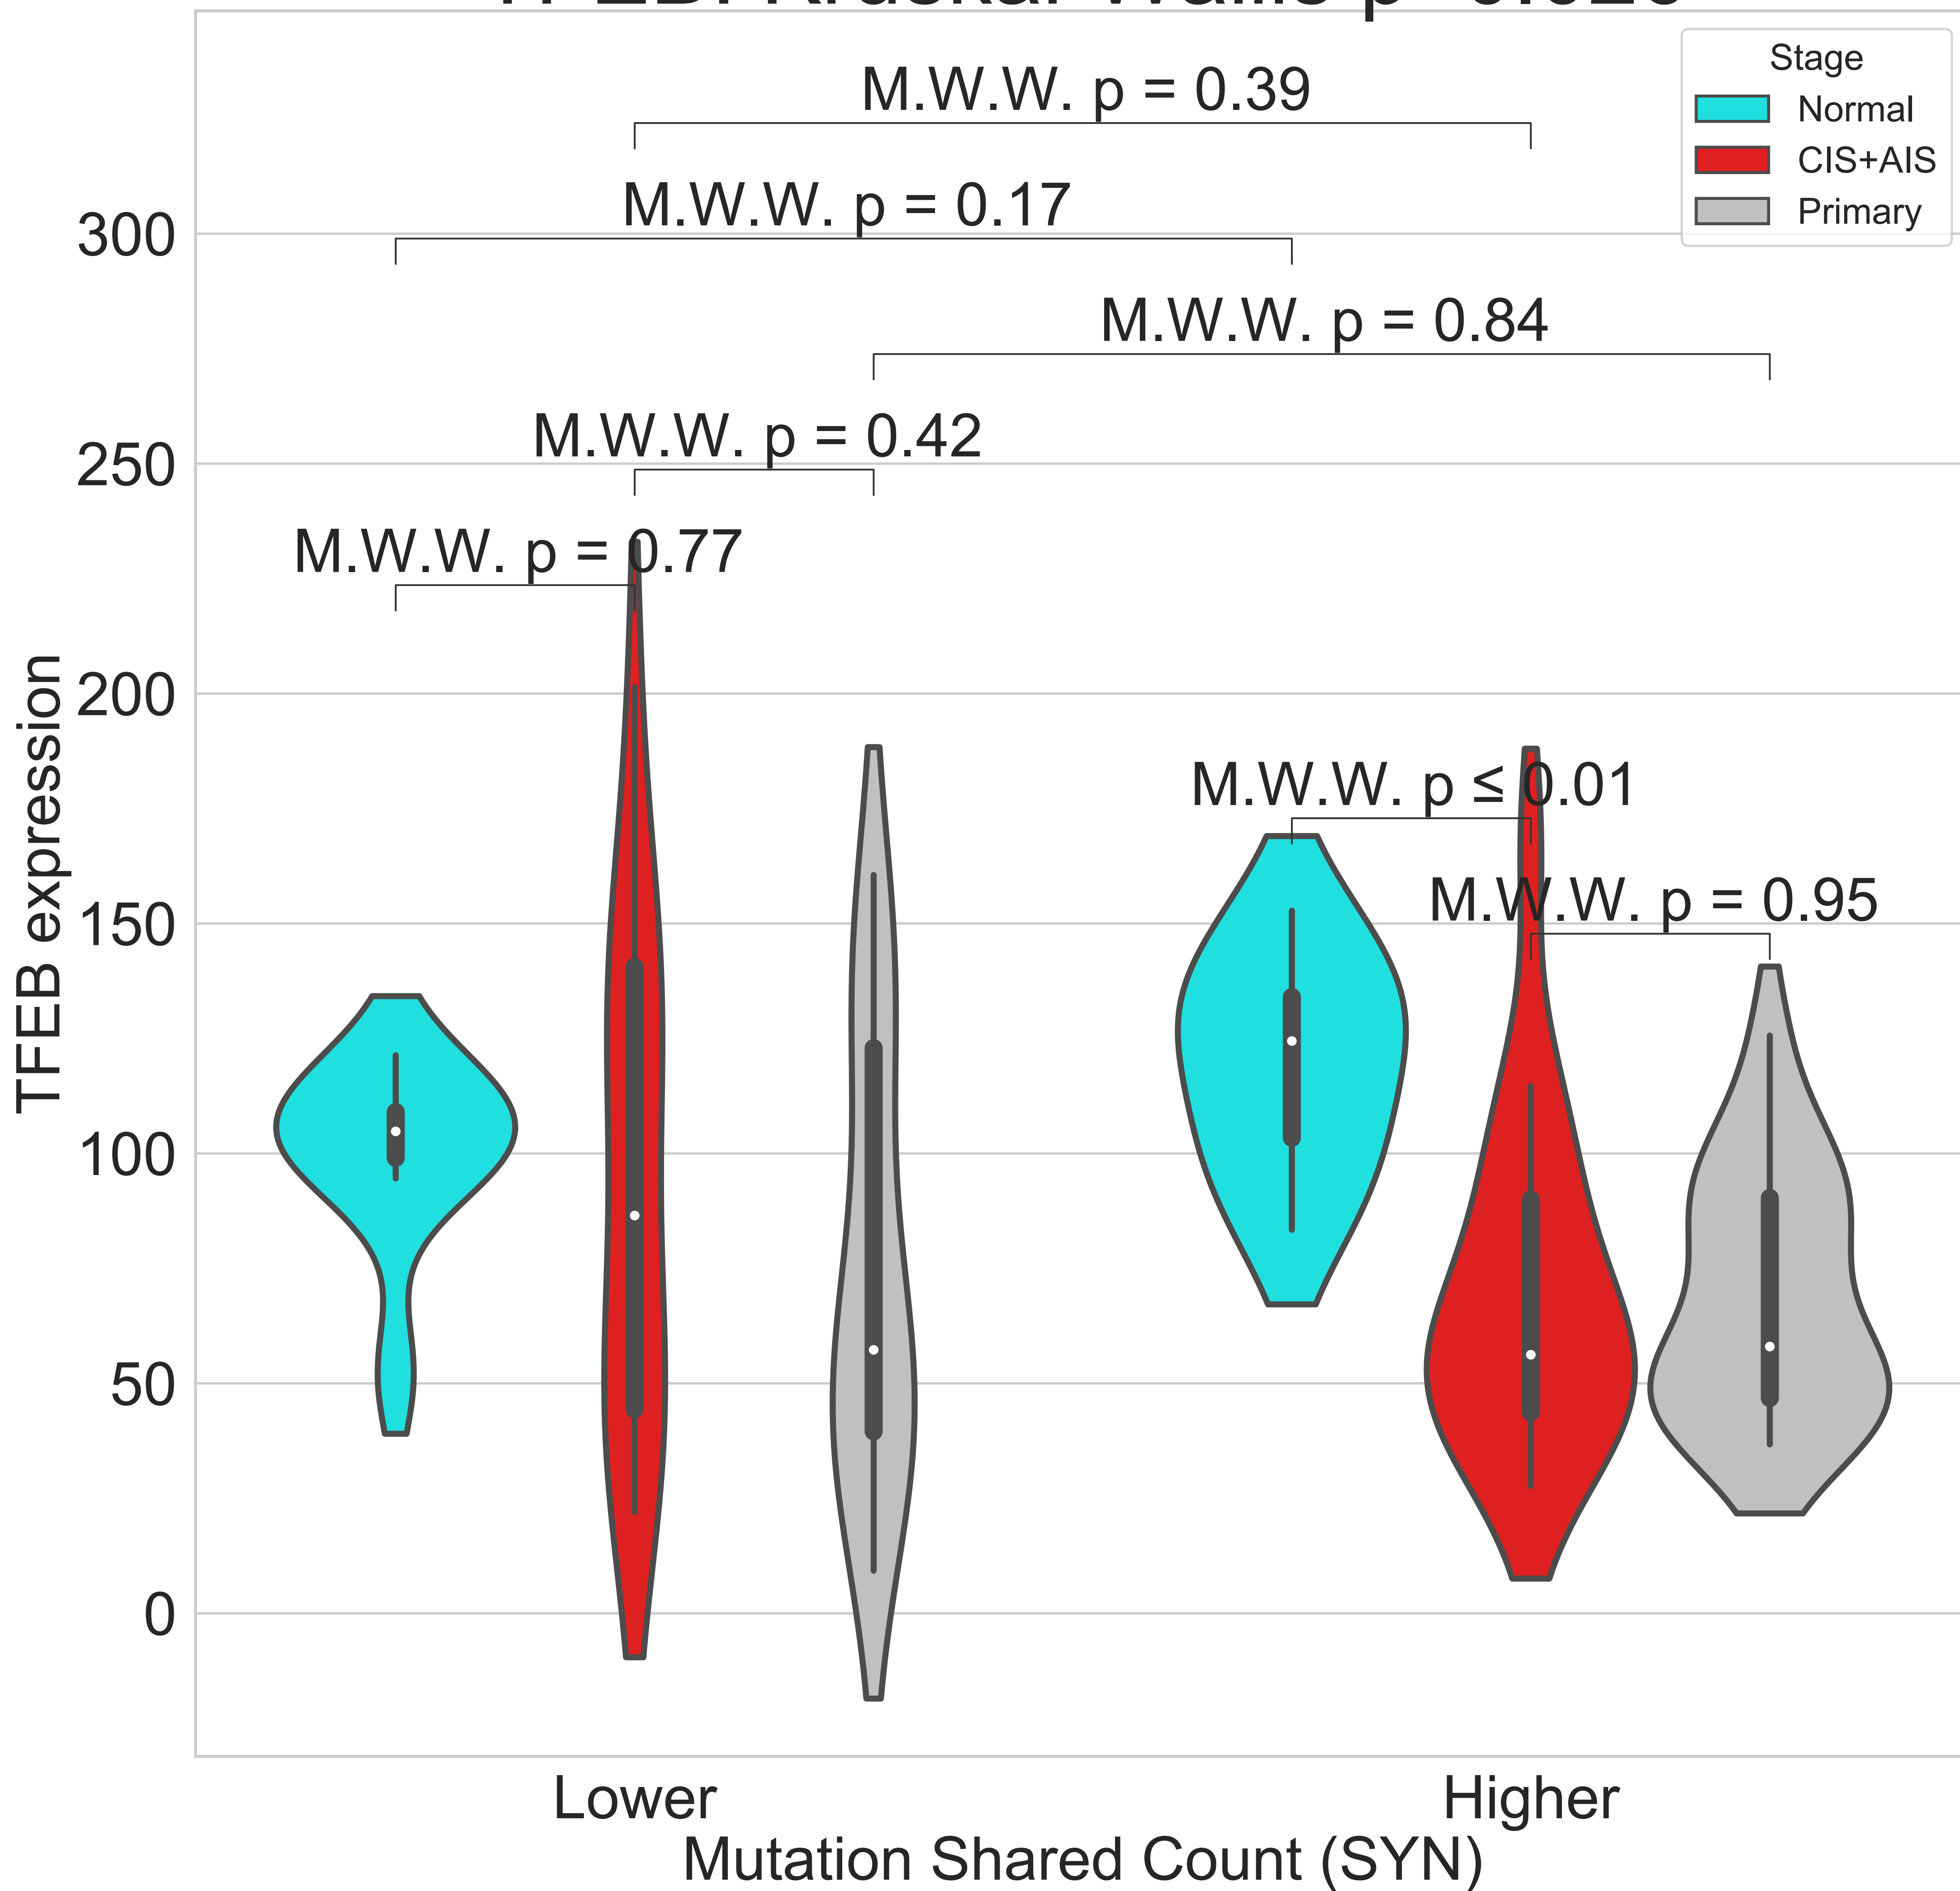 Stage
Normal
CIS+AIS
Primary
M.W.W. p = 0.39
M.W.W. p = 0.17
M.W.W. p = 0.84
M.W.W. p = 0.42
M.W.W. p = 0.77
M.W.W. p ≤ 0.01
M.W.W. p = 0.95
300
250
200
150
100
50
0
TFEB expression
Lower
Higher
Mutation Shared Count (SYN)